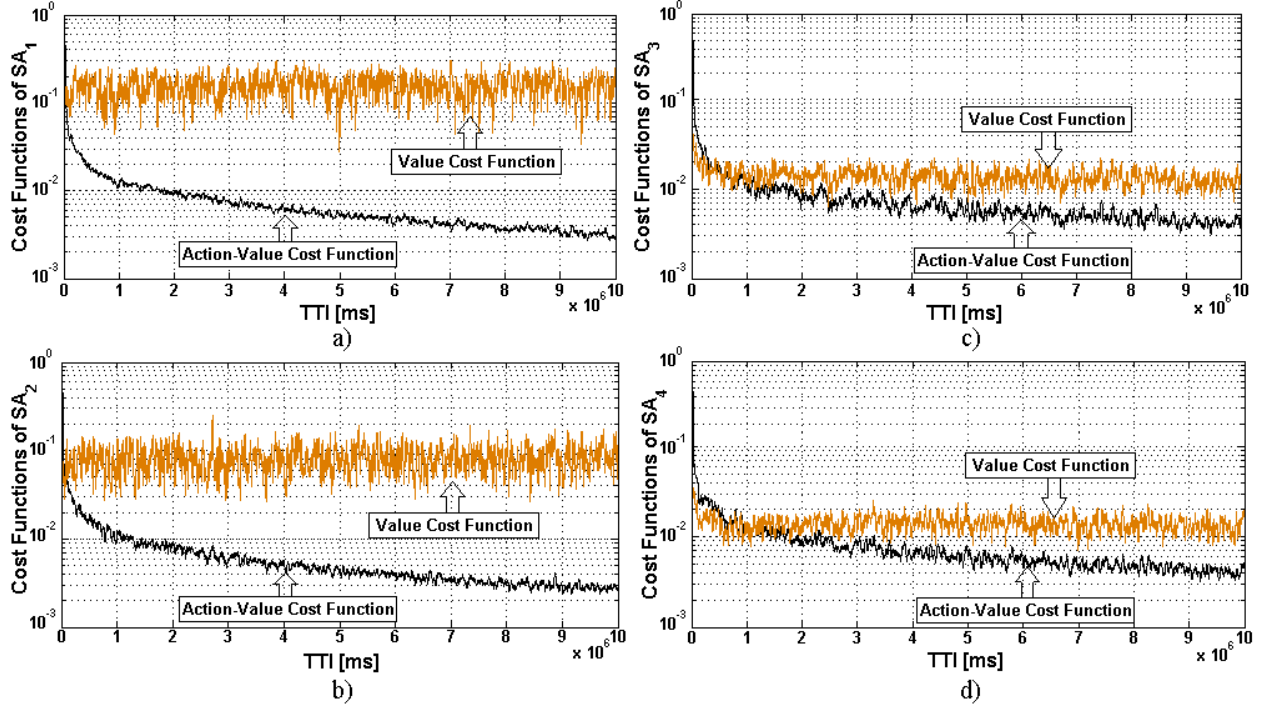 Cost Functions of SA1
10^0
10^-1
10^-2
10^-3
Value Cost Function
Action-Value Cost Function
0 1 2 3 4 5 6 7 8 9 10
x 10^6
TTI [ms]
a)
Cost Functions of SA3
10^0
10^-1
10^-2
10^-3
Value Cost Function
Action-Value Cost Function
0 1 2 3 4 5 6 7 8 9 10
x 10^6
TTI [ms]
c)
Cost Functions of SA2
10^0
10^-1
10^-2
10^-3
Value Cost Function
Action-Value Cost Function
0 1 2 3 4 5 6 7 8 9 10
x 10^6
TTI [ms]
b)
Cost Functions of SA4
10^0
10^-1
10^-2
10^-3
Value Cost Function
Action-Value Cost Function
0 1 2 3 4 5 6 7 8 9 10
x 10^6
TTI [ms]
d)